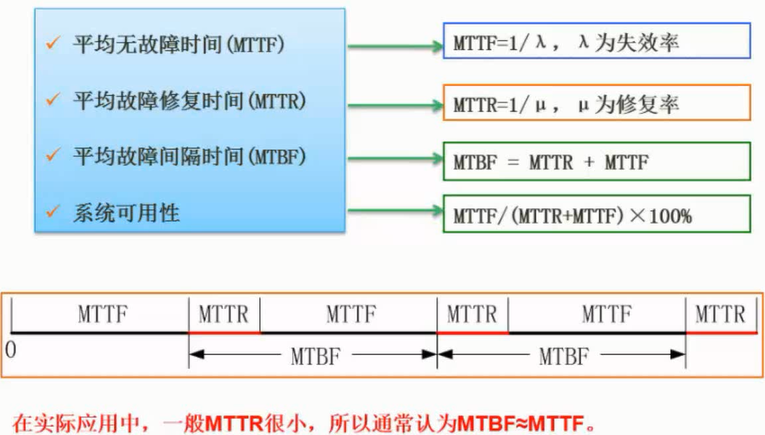 ✓ 平均无故障时间(MTTF)
MTTF=1/λ，λ为失效率
✓ 平均故障修复时间(MTTR)
MTTR=1/μ，μ为修复率
✓ 平均故障间隔时间(MTBF)
MTBF = MTTR + MTTF
✓ 系统可用性
MTTF/(MTTR+MTTF)×100%
MTTF MTTR MTTF MTTR MTTF MTTR
0
MTBF MTBF
在实际应用中，一般MTTR很小，所以通常认为MTBF≈MTTF。